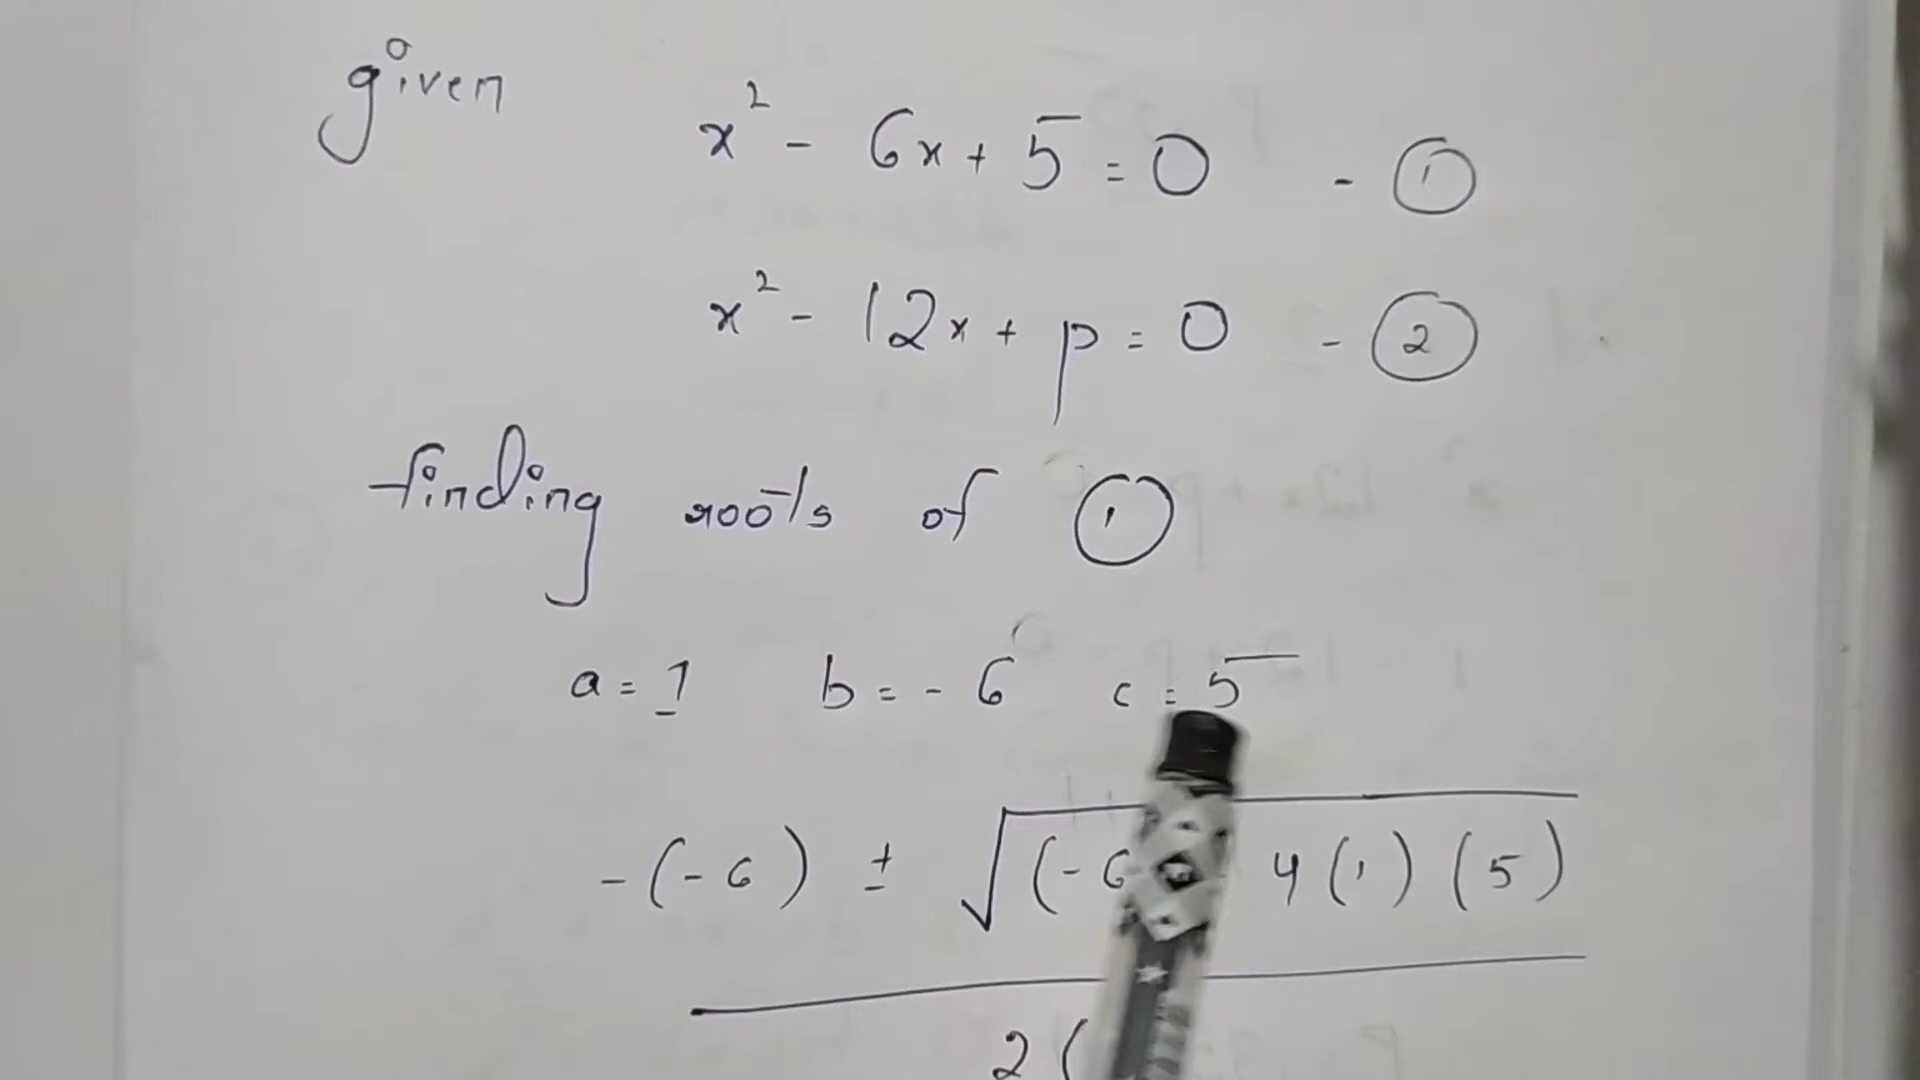 given
x² - 6x + 5 = 0 - ①
x² - 12x + p = 0 - ②
finding roots of ①
a = 1 b = - 6 c = 5
- (- 6) ± √(- 6 4 (1) (5)
2 (